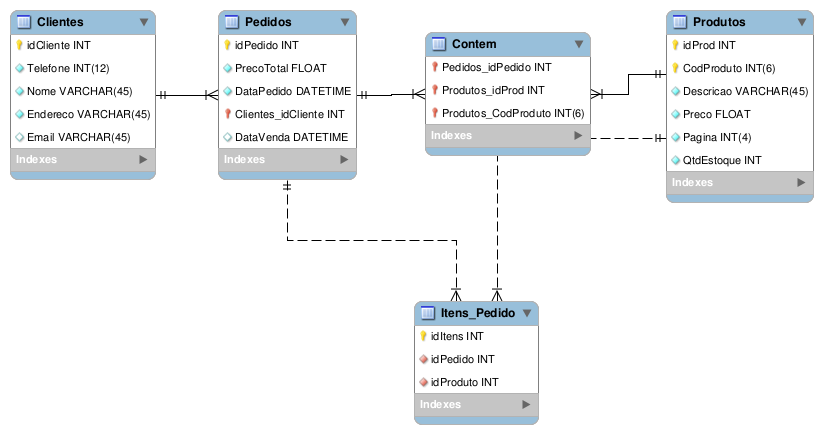 Clientes
idCliente INT
Telefone INT(12)
Nome VARCHAR(45)
Endereco VARCHAR(45)
Email VARCHAR(45)
Indexes
Pedidos
idPedido INT
PrecoTotal FLOAT
DataPedido DATETIME
Clientes_idCliente INT
DataVenda DATETIME
Indexes
Contem
Pedidos_idPedido INT
Produtos_idProd INT
Produtos_CodProduto INT(6)
Indexes
Produtos
idProd INT
CodProduto INT(6)
Descricao VARCHAR(45)
Preco FLOAT
Pagina INT(4)
QtdEstoque INT
Indexes
Itens_Pedido
idItens INT
idPedido INT
idProduto INT
Indexes